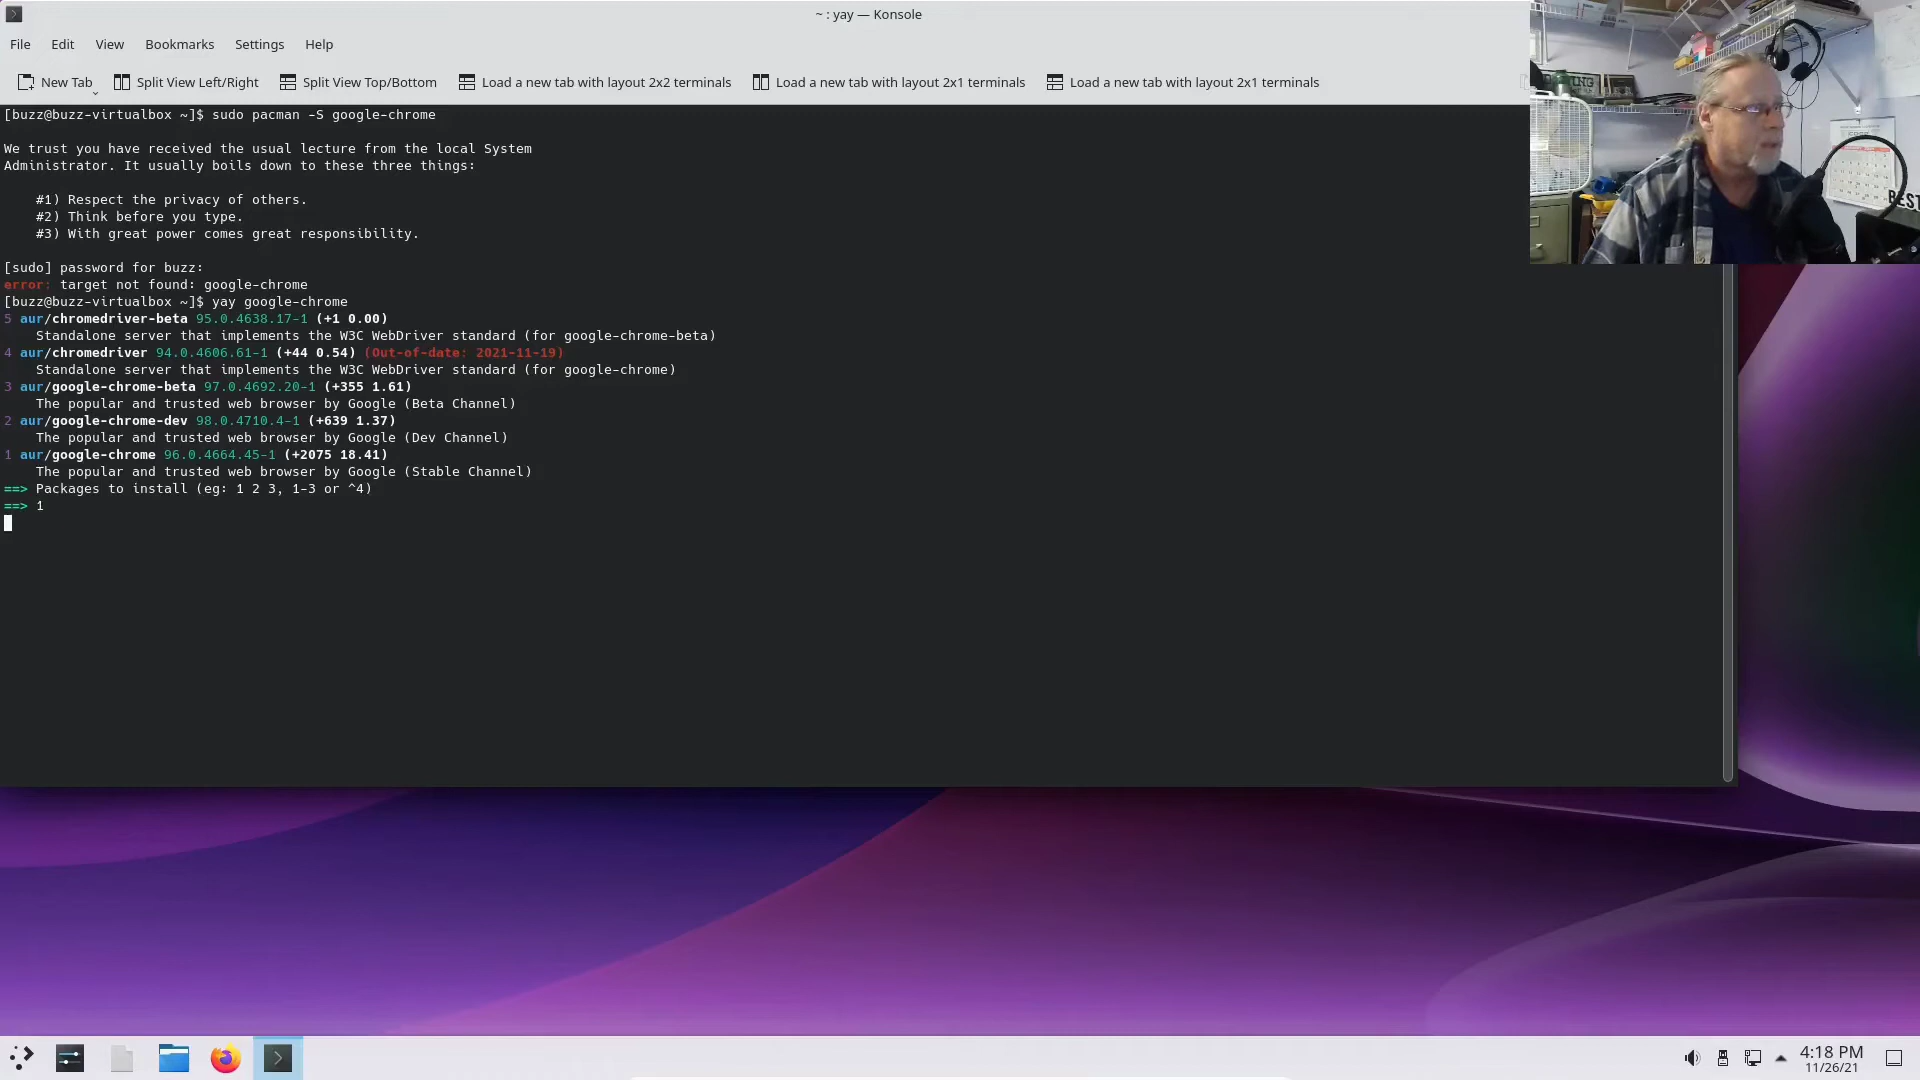 ~ : yay — Konsole
File Edit View Bookmarks Settings Help
New Tab Split View Left/Right Split View Top/Bottom Load a new tab with layout 2x2 terminals Load a new tab with layout 2x1 terminals Load a new tab with layout 2x1 terminals
[buzz@buzz-virtualbox ~]$ sudo pacman -S google-chrome
We trust you have received the usual lecture from the local System
Administrator. It usually boils down to these three things:
#1) Respect the privacy of others.
#2) Think before you type.
#3) With great power comes great responsibility.
[sudo] password for buzz:
error: target not found: google-chrome
[buzz@buzz-virtualbox ~]$ yay google-chrome
5 aur/chromedriver-beta 95.0.4638.17-1 (+1 0.00)
Standalone server that implements the W3C WebDriver standard (for google-chrome-beta)
4 aur/chromedriver 94.0.4606.61-1 (+44 0.54) (Out-of-date: 2021-11-19)
Standalone server that implements the W3C WebDriver standard (for google-chrome)
3 aur/google-chrome-beta 97.0.4692.20-1 (+355 1.61)
The popular and trusted web browser by Google (Beta Channel)
2 aur/google-chrome-dev 98.0.4710.4-1 (+639 1.37)
The popular and trusted web browser by Google (Dev Channel)
1 aur/google-chrome 96.0.4664.45-1 (+2075 18.41)
The popular and trusted web browser by Google (Stable Channel)
==> Packages to install (eg: 1 2 3, 1-3 or ^4)
==> 1
BEST
4:18 PM
11/26/21